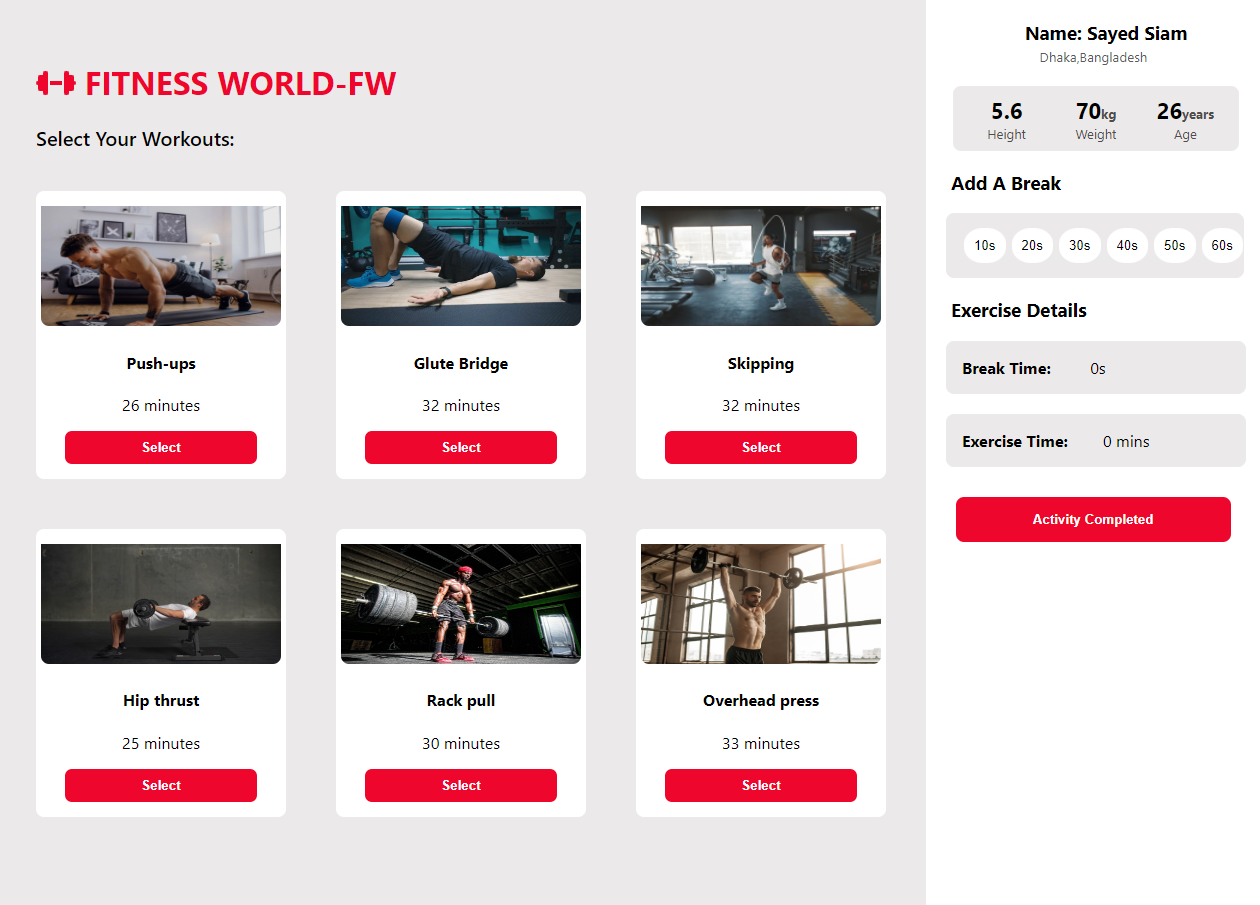 FITNESS WORLD-FW
Select Your Workouts:
Push-ups
26 minutes
Select
Glute Bridge
32 minutes
Select
Skipping
32 minutes
Select
Hip thrust
25 minutes
Select
Rack pull
30 minutes
Select
Overhead press
33 minutes
Select
Name: Sayed Siam
Dhaka,Bangladesh
5.6 70kg 26years
Height Weight Age
Add A Break
10s 20s 30s 40s 50s 60s
Exercise Details
Break Time: 0s
Exercise Time: 0 mins
Activity Completed